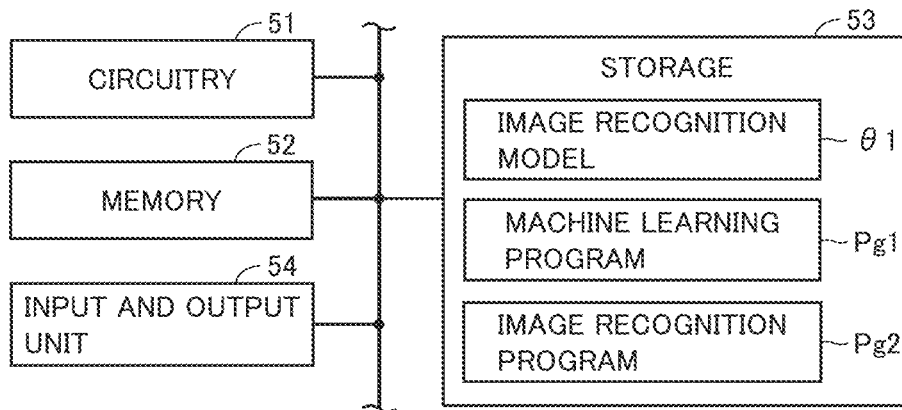 51
CIRCUITRY
52
MEMORY
54
INPUT AND OUTPUT
UNIT
53
STORAGE
IMAGE RECOGNITION
MODEL
θ1
MACHINE LEARNING
PROGRAM
Pg1
IMAGE RECOGNITION
PROGRAM
Pg2